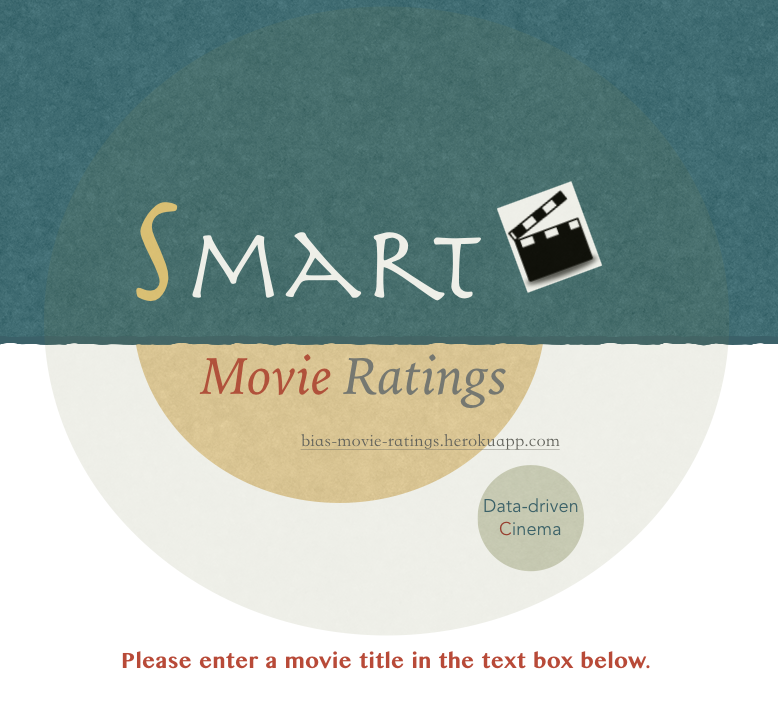 Smart
Movie Ratings
bias-movie-ratings.herokuapp.com
Data-driven
Cinema
Please enter a movie title in the text box below.